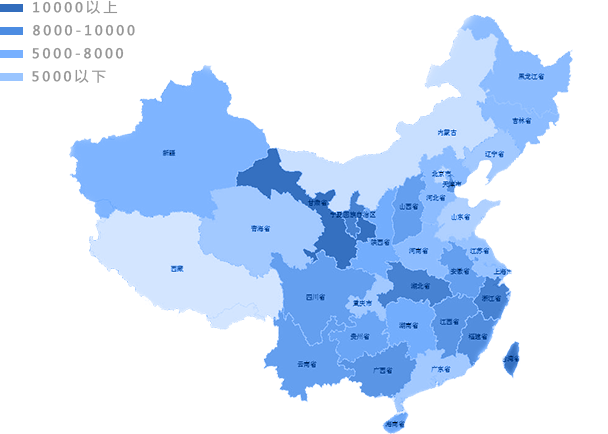 10000以上
8000-10000
5000-8000
5000以下
黑龙江省
吉林省
内蒙古
辽宁省
新疆
北京市
天津市
河北省
甘肃省
宁夏回族自治区
山西省
山东省
青海省
陕西省
河南省
江苏省
西藏
安徽省
上海市
四川省
湖北省
重庆市
浙江省
湖南省
江西省
贵州省
福建省
云南省
广西省
广东省
台湾省
海南省